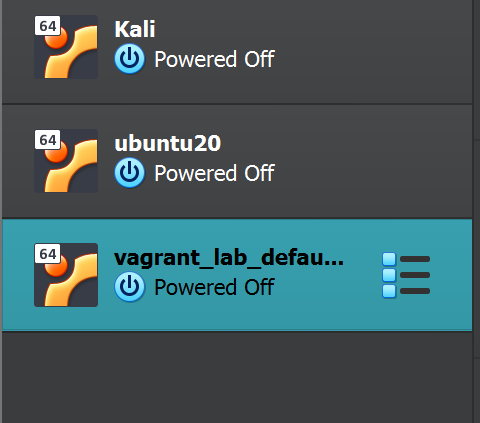 64
Kali
Powered Off
64
ubuntu20
Powered Off
64
vagrant_lab_defau...
Powered Off